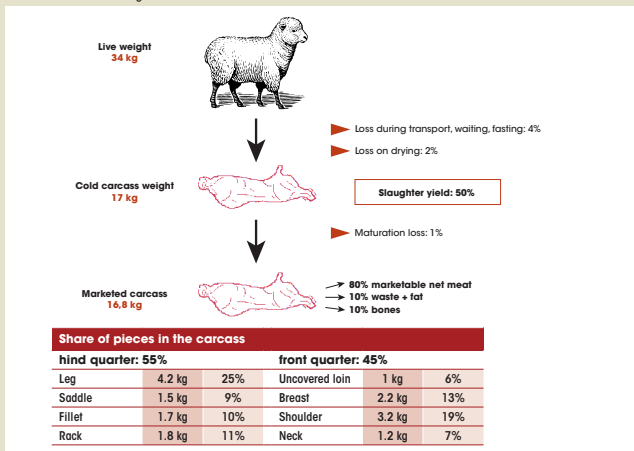 Live weight
34 kg
Loss during transport, waiting, fasting: 4%
Loss on drying: 2%
Cold carcass weight
17 kg
Slaughter yield: 50%
Maturation loss: 1%
Marketed carcass
16,8 kg
80% marketable net meat
10% waste + fat
10% bones
Share of pieces in the carcass
hind quarter: 55% front quarter: 45%
Leg 4.2 kg 25% Uncovered loin 1 kg 6%
Saddle 1.5 kg 9% Breast 2.2 kg 13%
Fillet 1.7 kg 10% Shoulder 3.2 kg 19%
Rack 1.8 kg 11% Neck 1.2 kg 7%